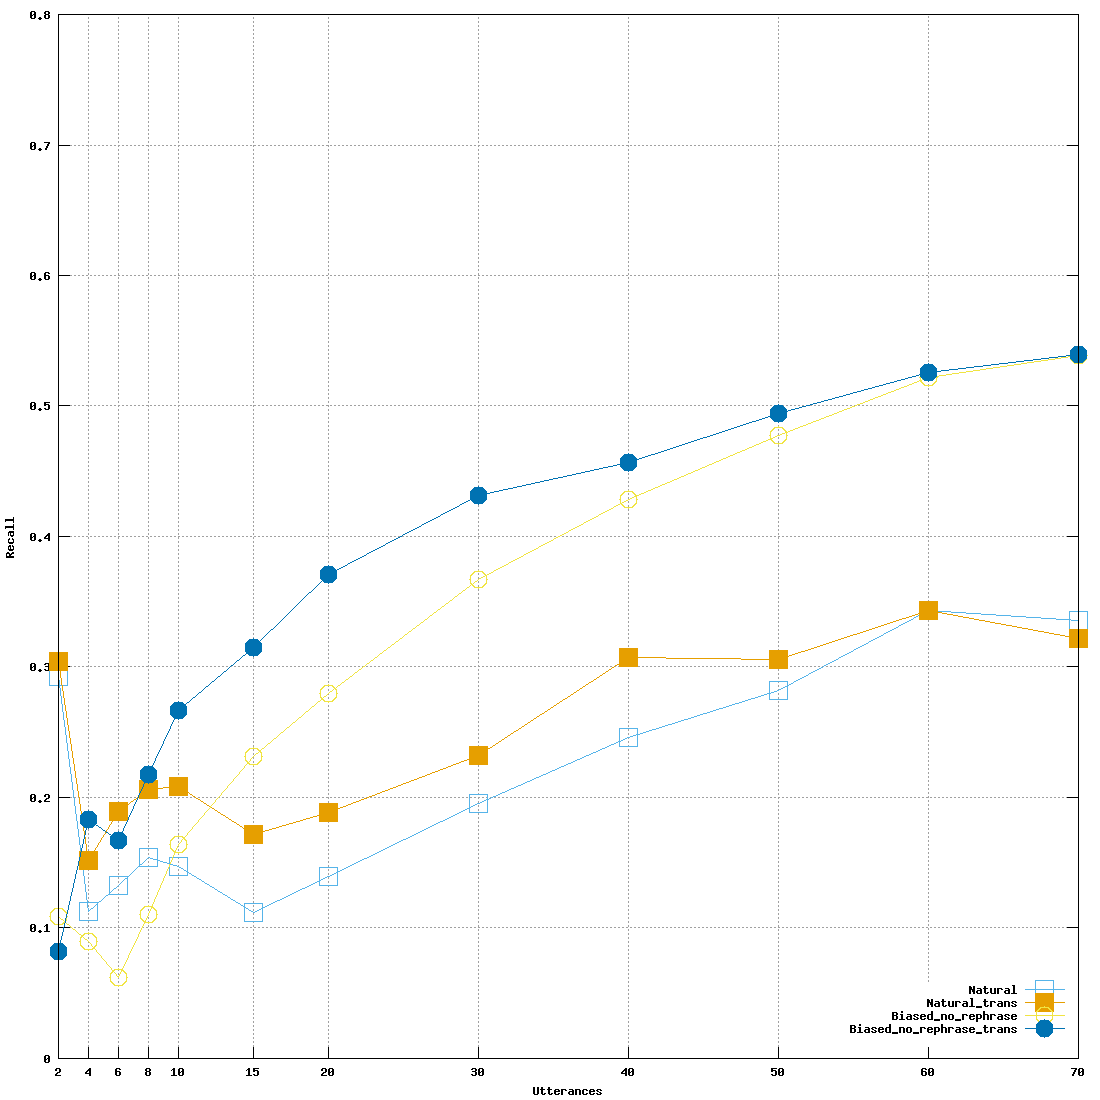 0.8
0.7
0.6
0.5
0.4
0.3
0.2
0.1
0
Recall
2 4 6 8 10 15 20 30 40 50 60 70
Utterances
Natural
Natural_trans
Biased_no_rephrase
Biased_no_rephrase_trans